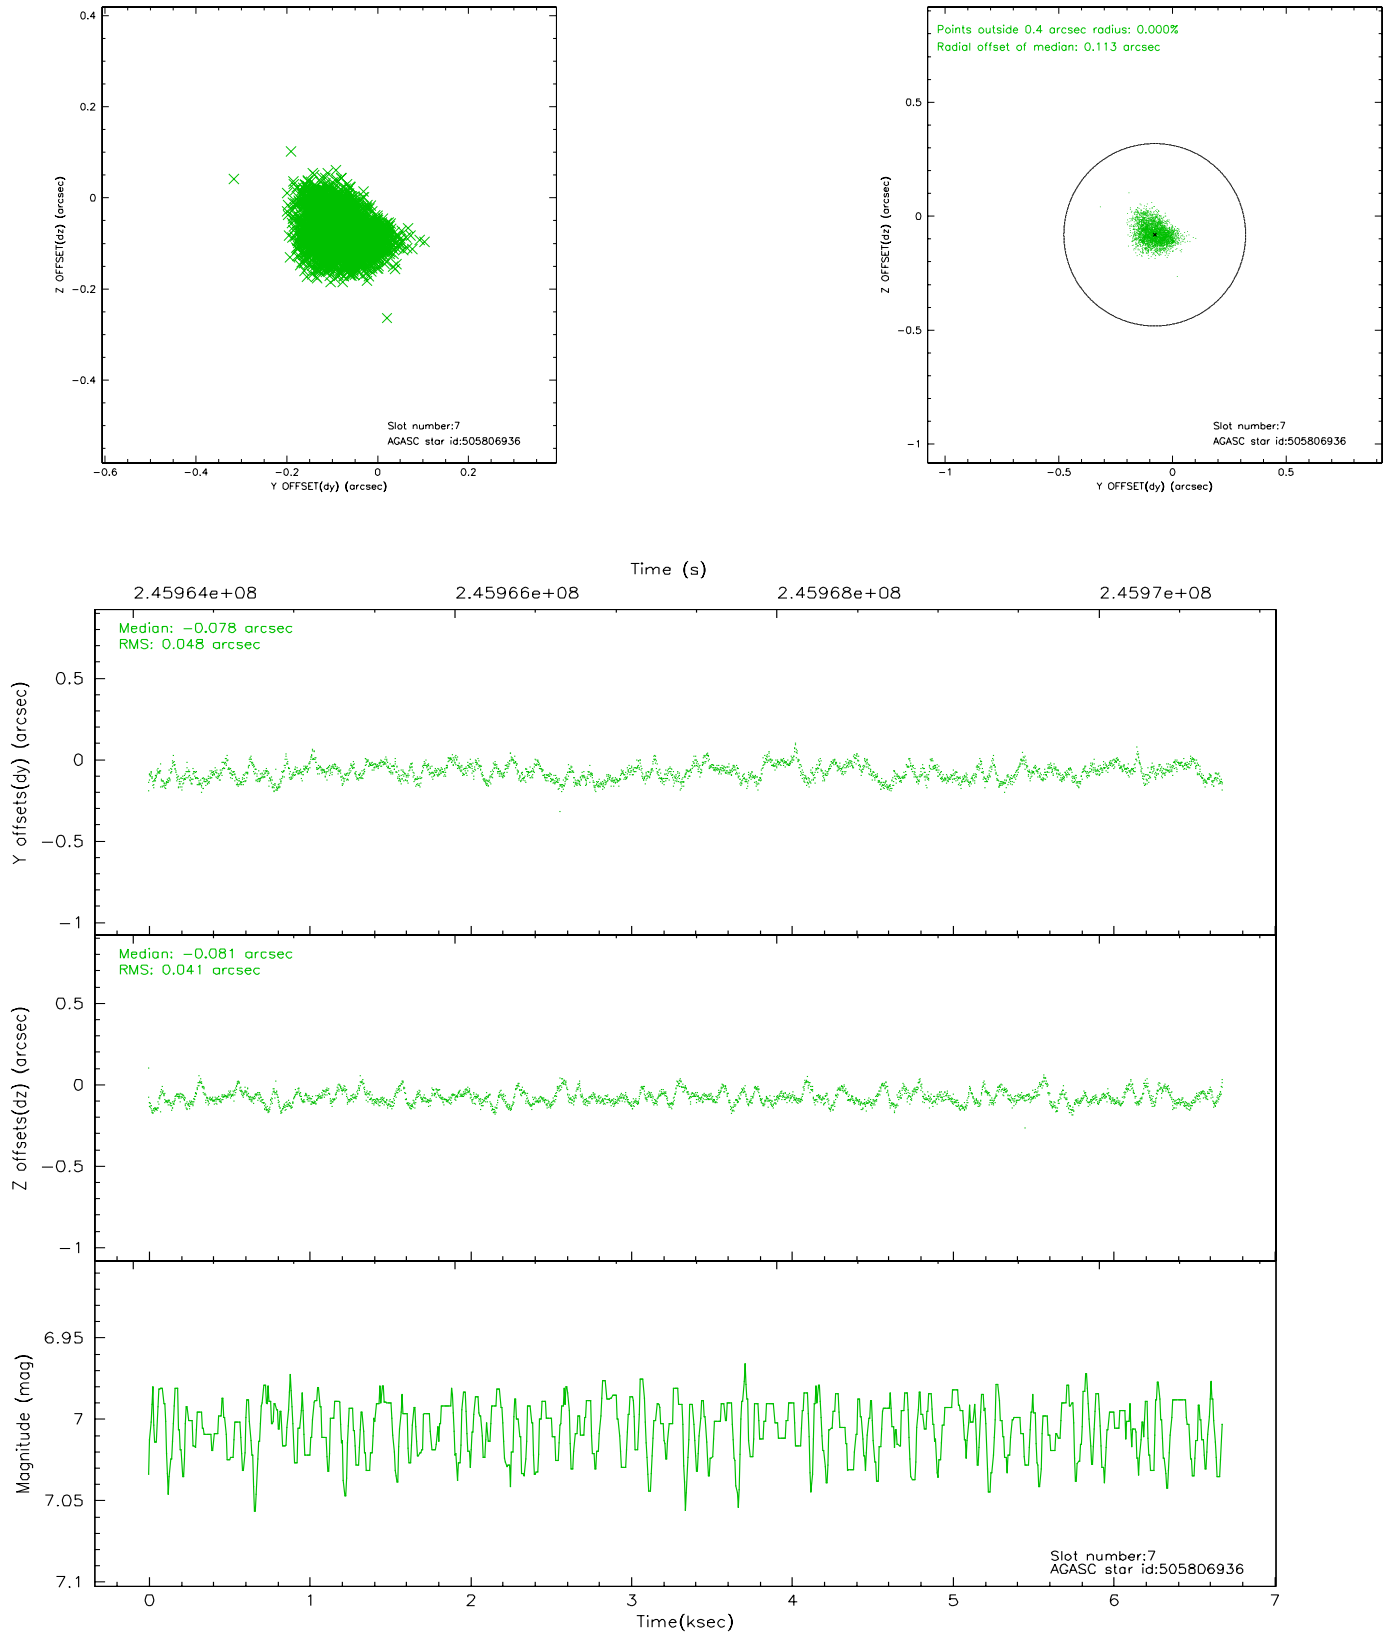 0.4
0.2
0
−0.2
−0.4
Z OFFSET(dz) (arcsec)
Slot number:7
AGASC star id:505806936
−0.6 −0.4 −0.2 0 0.2
Y OFFSET(dy) (arcsec)
Points outside 0.4 arcsec radius: 0.000%
Radial offset of median: 0.113 arcsec
0.5
0
−0.5
−1
Z OFFSET(dz) (arcsec)
Slot number:7
AGASC star id:505806936
−1 −0.5 0 0.5
Y OFFSET(dy) (arcsec)
Time (s)
2.45964e+08 2.45966e+08 2.45968e+08 2.4597e+08
Median: −0.078 arcsec
RMS: 0.048 arcsec
0.5
0
−0.5
−1
Y offsets(dy) (arcsec)
Median: −0.081 arcsec
RMS: 0.041 arcsec
0.5
0
−0.5
−1
Z offsets(dz) (arcsec)
6.95
7
7.05
7.1
Magnitude (mag)
Slot number:7
AGASC star id:505806936
0 1 2 3 4 5 6 7
Time(ksec)